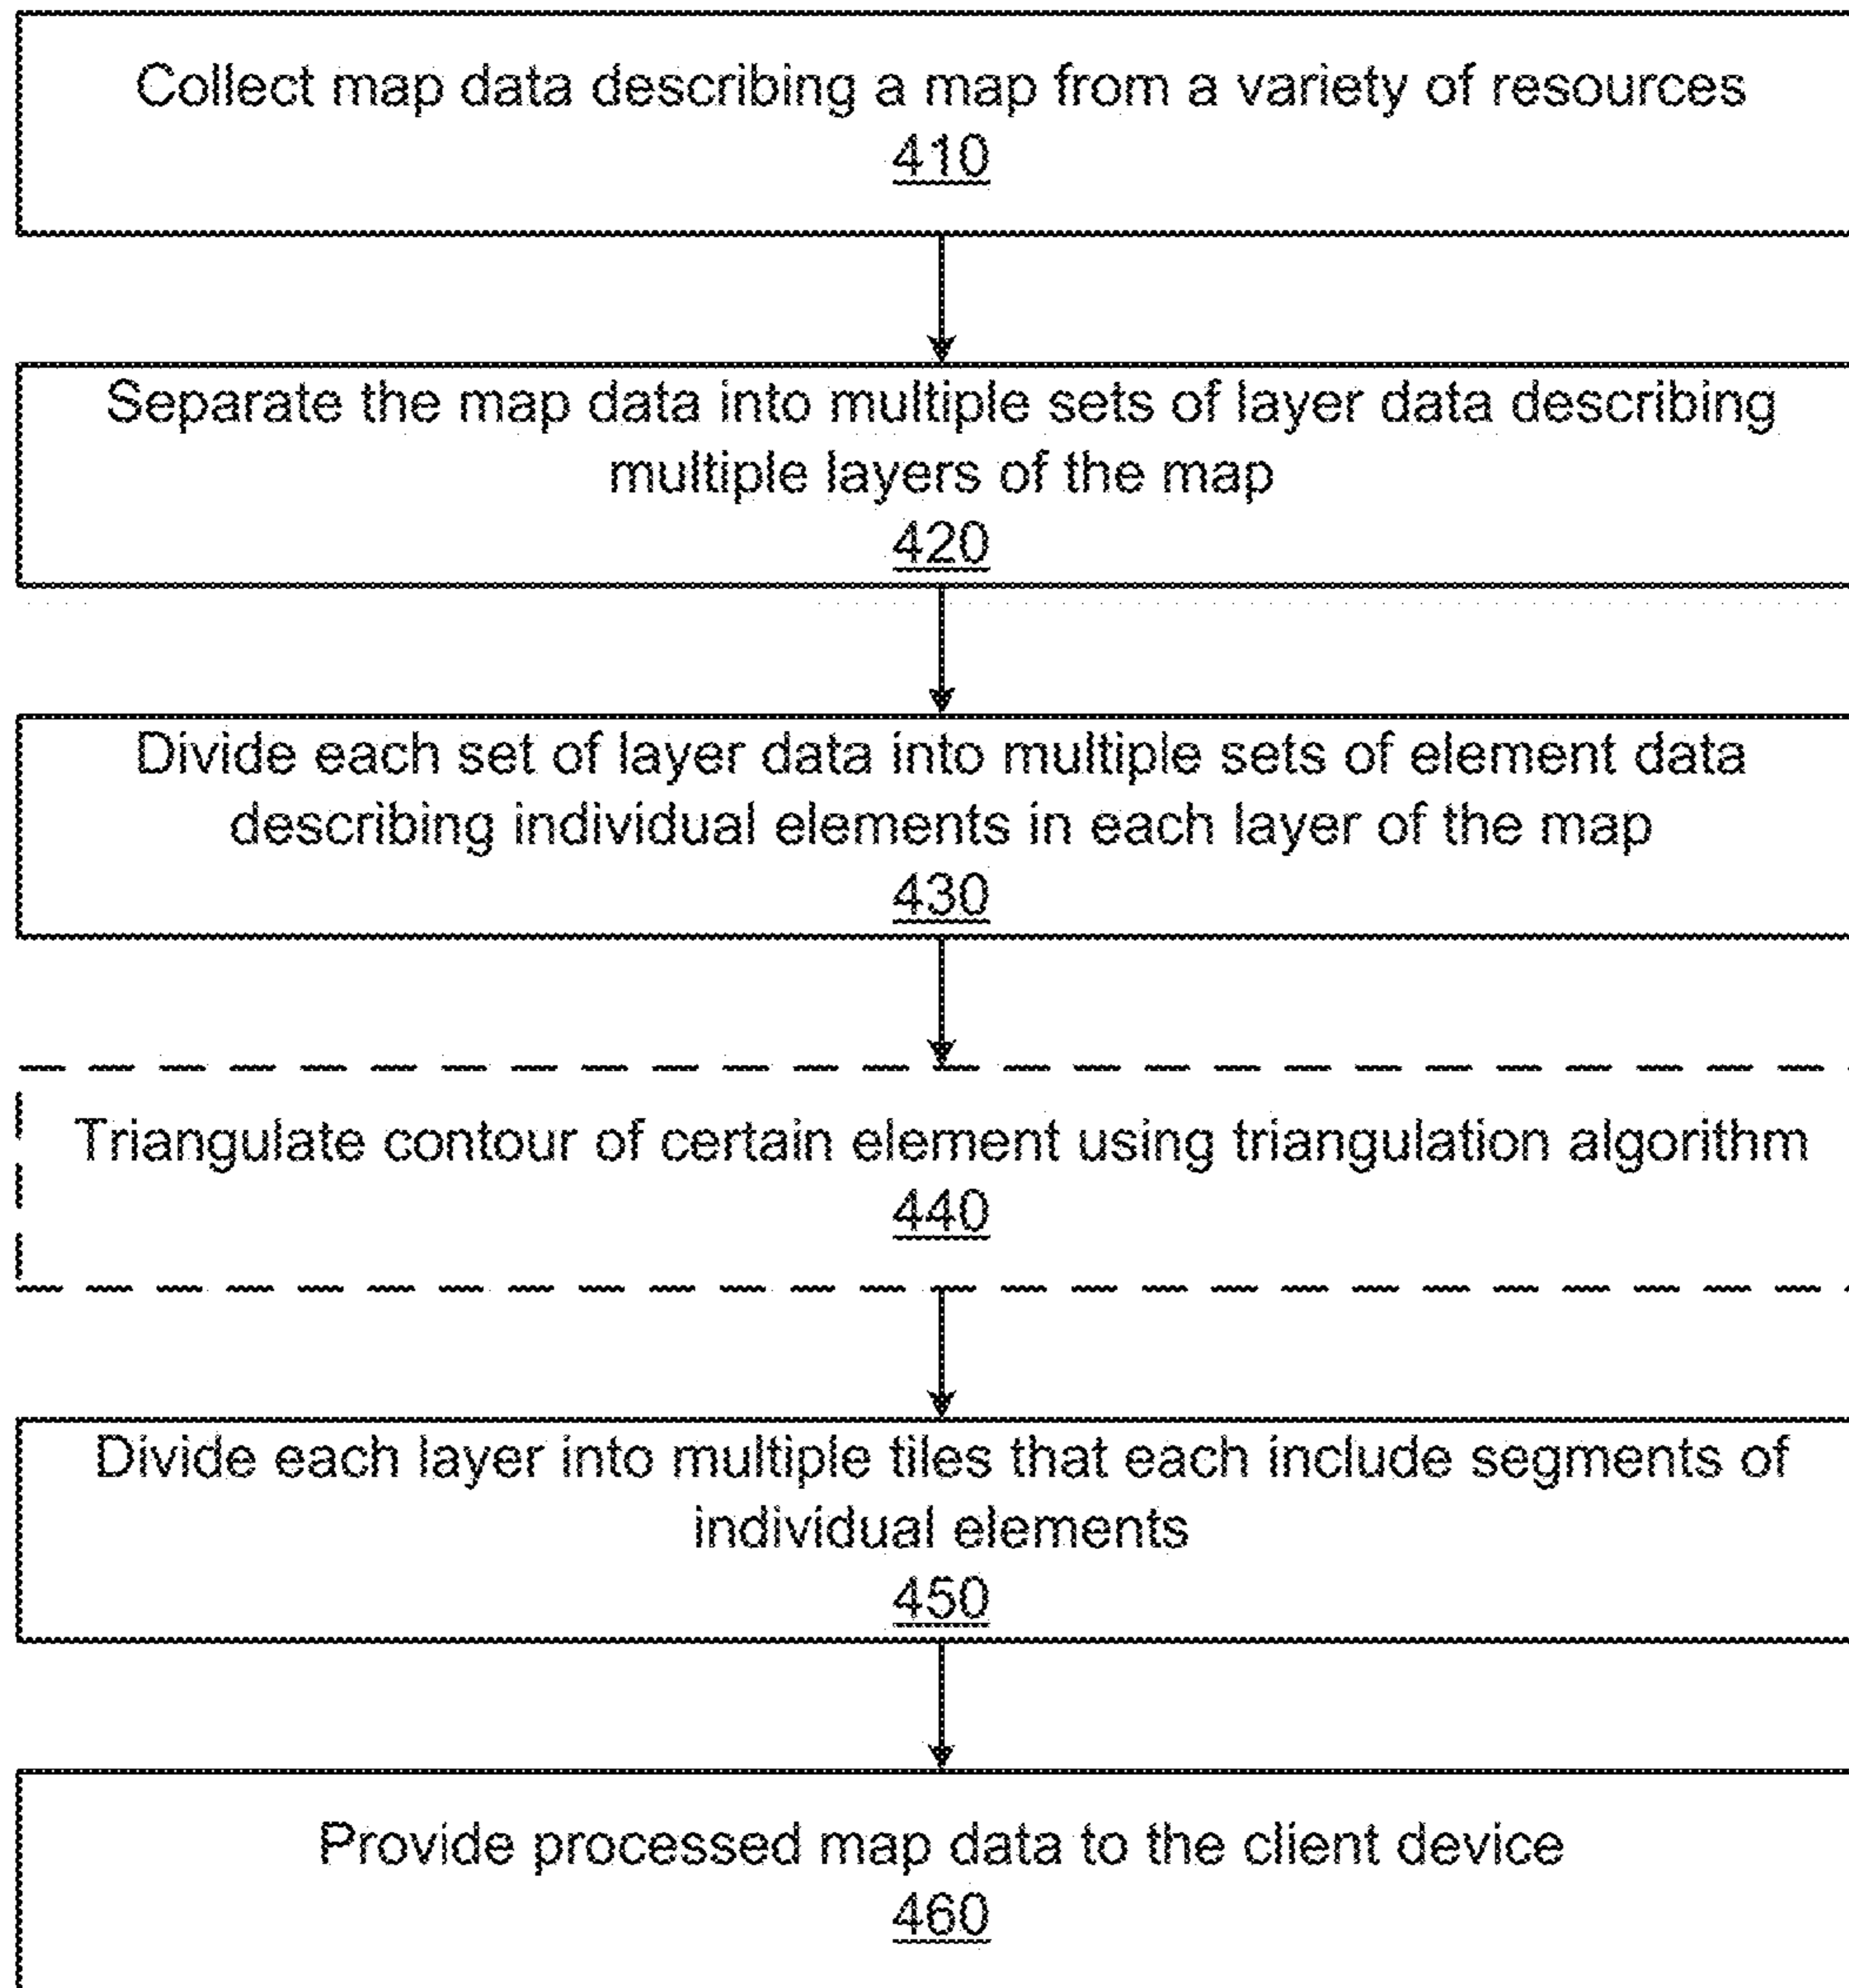 Collect map data describing a map from a variety of resources
410
Separate the map data into multiple sets of layer data describing
multiple layers of the map
420
Divide each set of layer data into multiple sets of element data
describing individual elements in each layer of the map
430
Triangulate contour of certain element using triangulation algorithm
440
Divide each layer into multiple tiles that each include segments of
individual elements
450
Provide processed map data to the client device
460